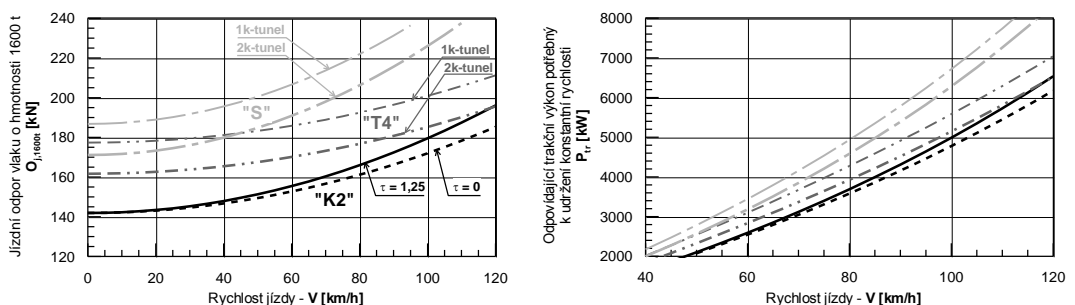 Jízdní odpor vlaku o hmotnosti 1600 t
Oj,1600t [kN]
240
220
200
180
160
140
120
0
20
40
60
80
100
120
Rychlost jízdy - V [km/h]
1k-tunel
2k-tunel
"S"
1k-tunel
2k-tunel
"T4"
"K2"
τ = 1,25
τ = 0
Odpovídající trakční výkon potřebný
k udržení konstantní rychlosti
Ptr [kW]
8000
7000
6000
5000
4000
3000
2000
40
60
80
100
120
Rychlost jízdy - V [km/h]